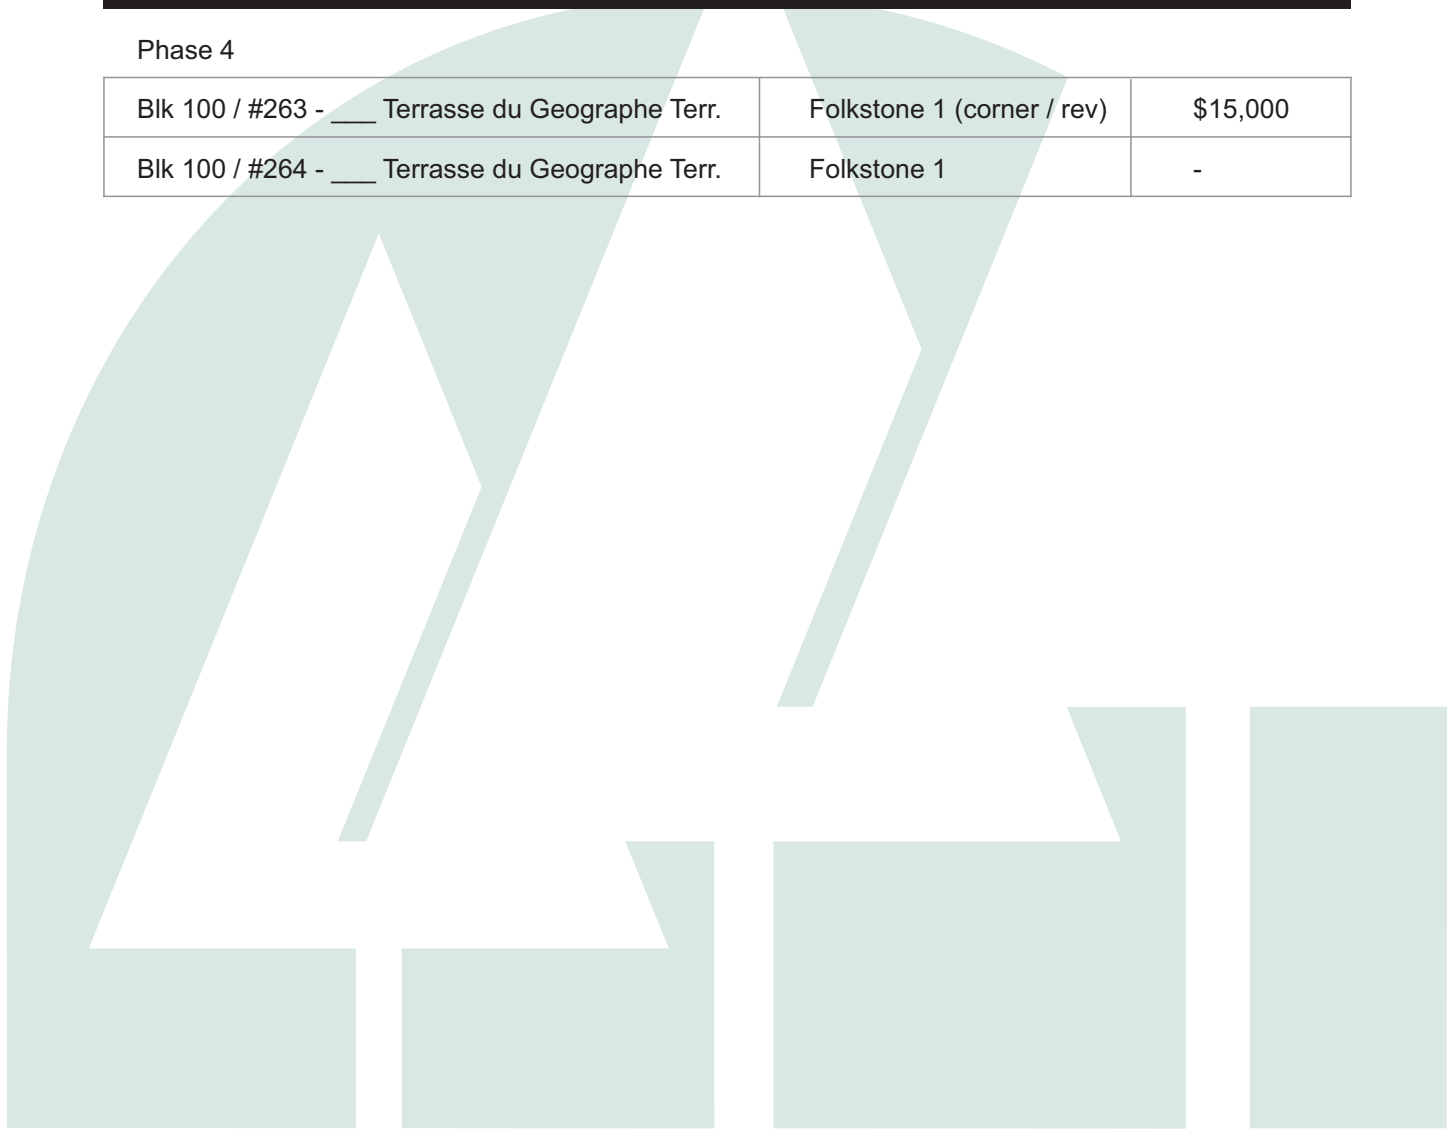 Phase 4
Blk 100 / #263 - ___ Terrasse du Geographe Terr. Folkstone 1 (corner / rev) $15,000
Blk 100 / #264 - ___ Terrasse du Geographe Terr. Folkstone 1 -